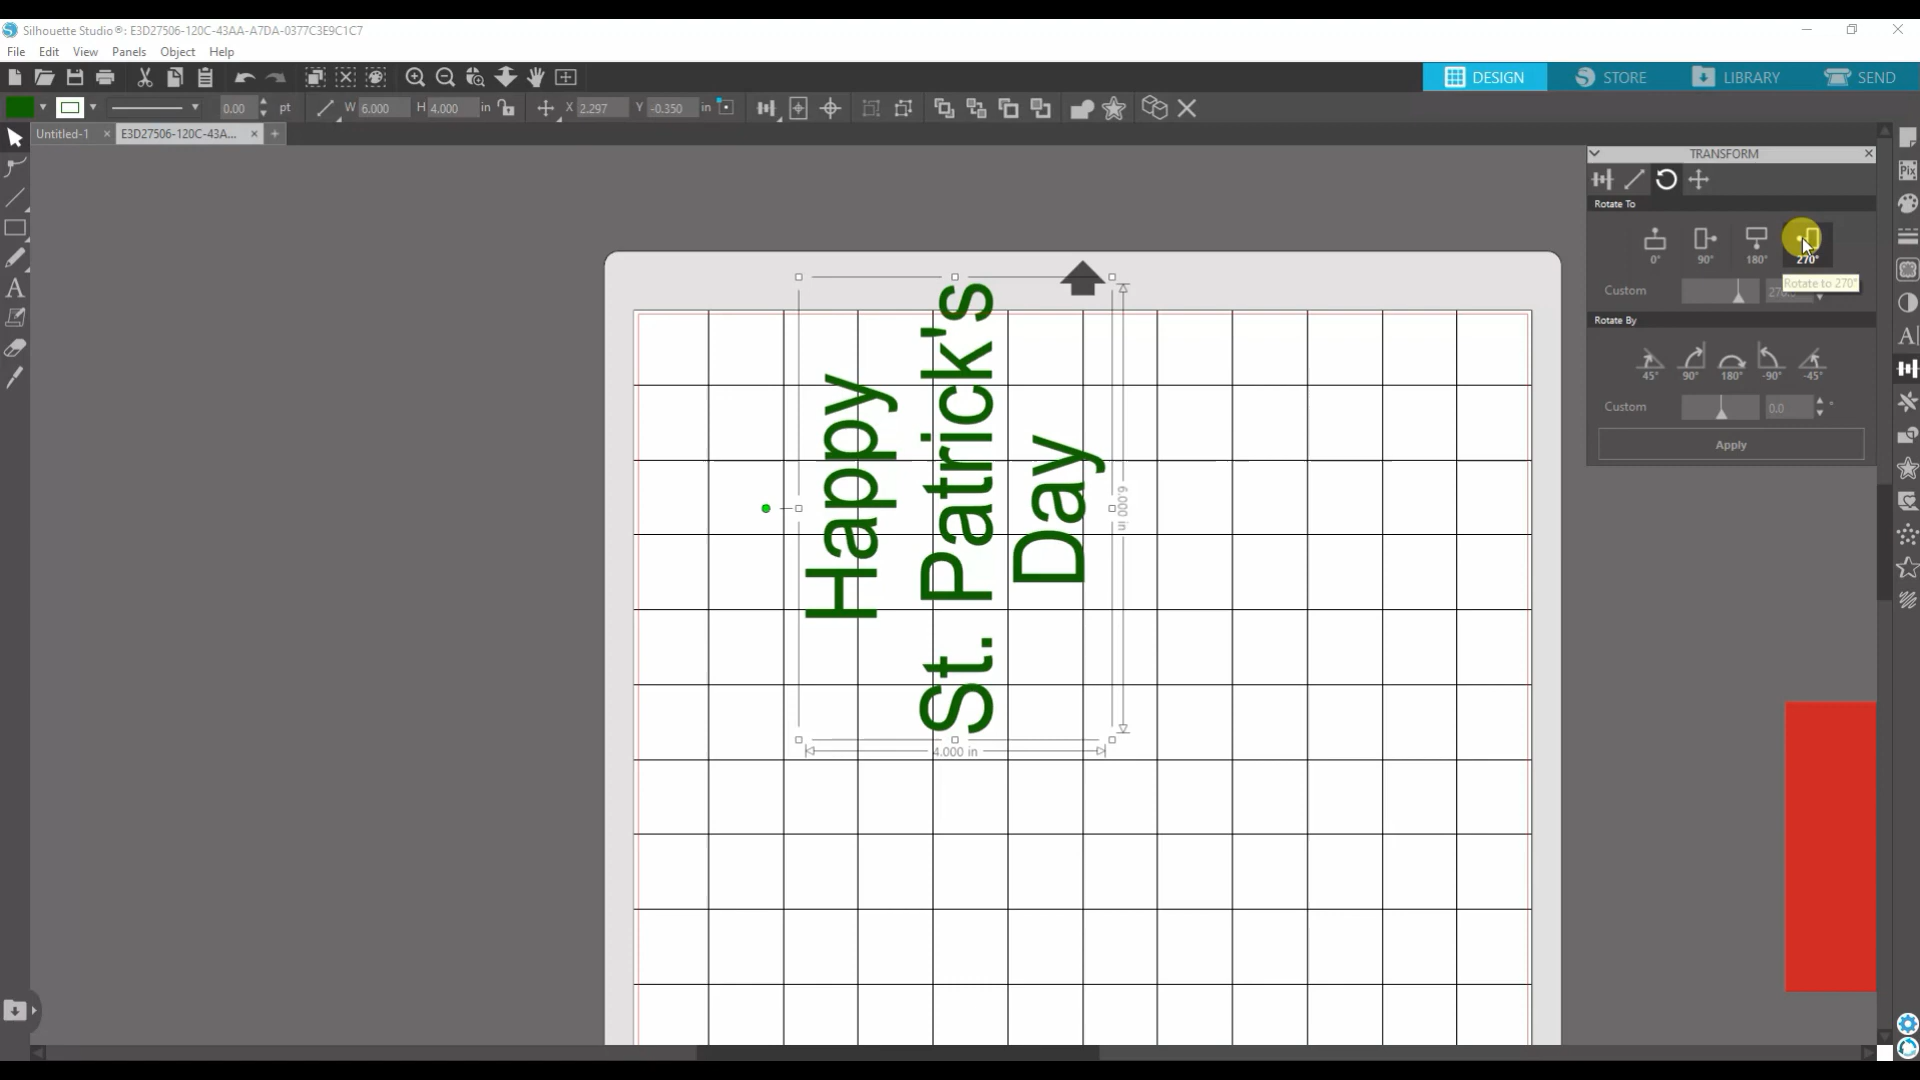 Silhouette Studio®: E3D27506-120C-43AA-A7DA-0377C3E9C1C7
File Edit View Panels Object Help
DESIGN STORE LIBRARY SEND
0.00 pt W 6.000 H 4.000 in X 2.297 Y -0.350 in
Untitled-1 E3D27506-120C-43A...
TRANSFORM
Rotate To
0° 90° 180° 270°
Rotate to 270°
Custom
Rotate By
45° 90° 180° -90° -45°
Custom 0.0 °
Apply
Happy
St. Patrick's
Day
6.000 in
4.000 in
Pix